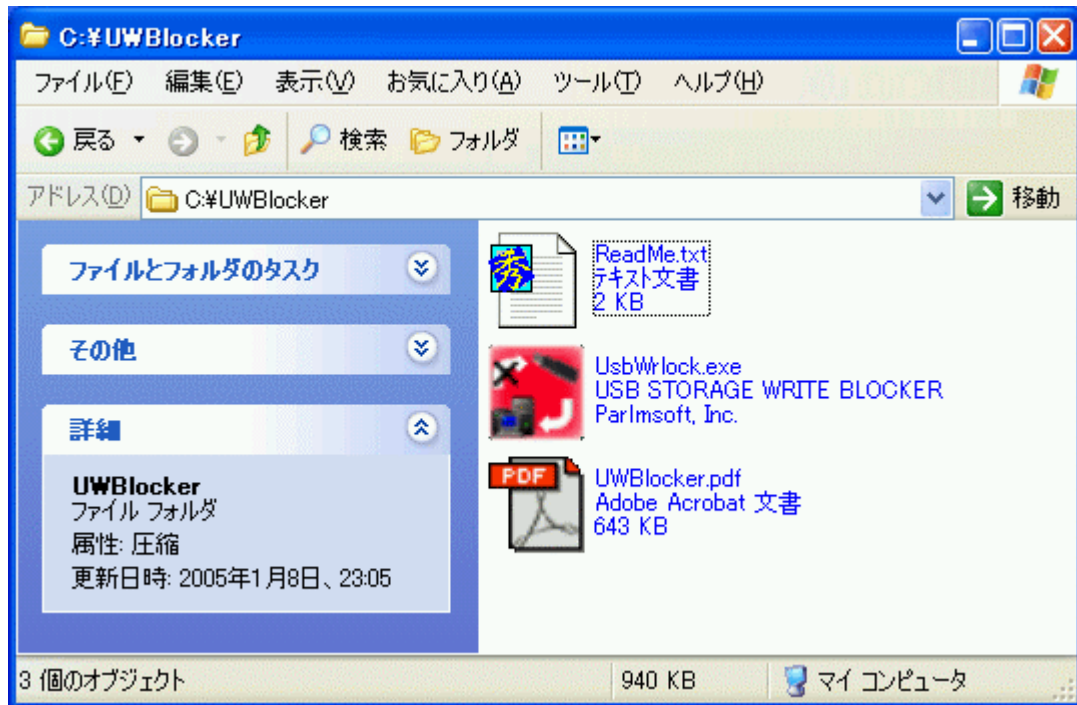 C:¥UWBlocker
ファイル(F) 編集(E) 表示(V) お気に入り(A) ツール(T) ヘルプ(H)
戻る 検索 フォルダ
アドレス(D) C:¥UWBlocker 移動
ファイルとフォルダのタスク
その他
詳細
UWBlocker
ファイル フォルダ
属性: 圧縮
更新日時: 2005年1月8日、23:05
秀
ReadMe.txt
テキスト文書
2 KB
UsbWrlock.exe
USB STORAGE WRITE BLOCKER
Parlmsoft, Inc.
PDF
UWBlocker.pdf
Adobe Acrobat 文書
643 KB
3 個のオブジェクト 940 KB マイ コンピュータ